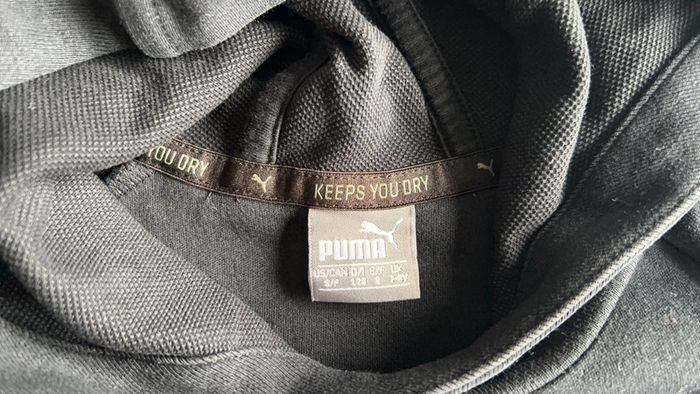 YOU DRY
KEEPS YOU DRY
PUMA
US/CAN D/I E/F UK
S/P 128 8 7-8Y